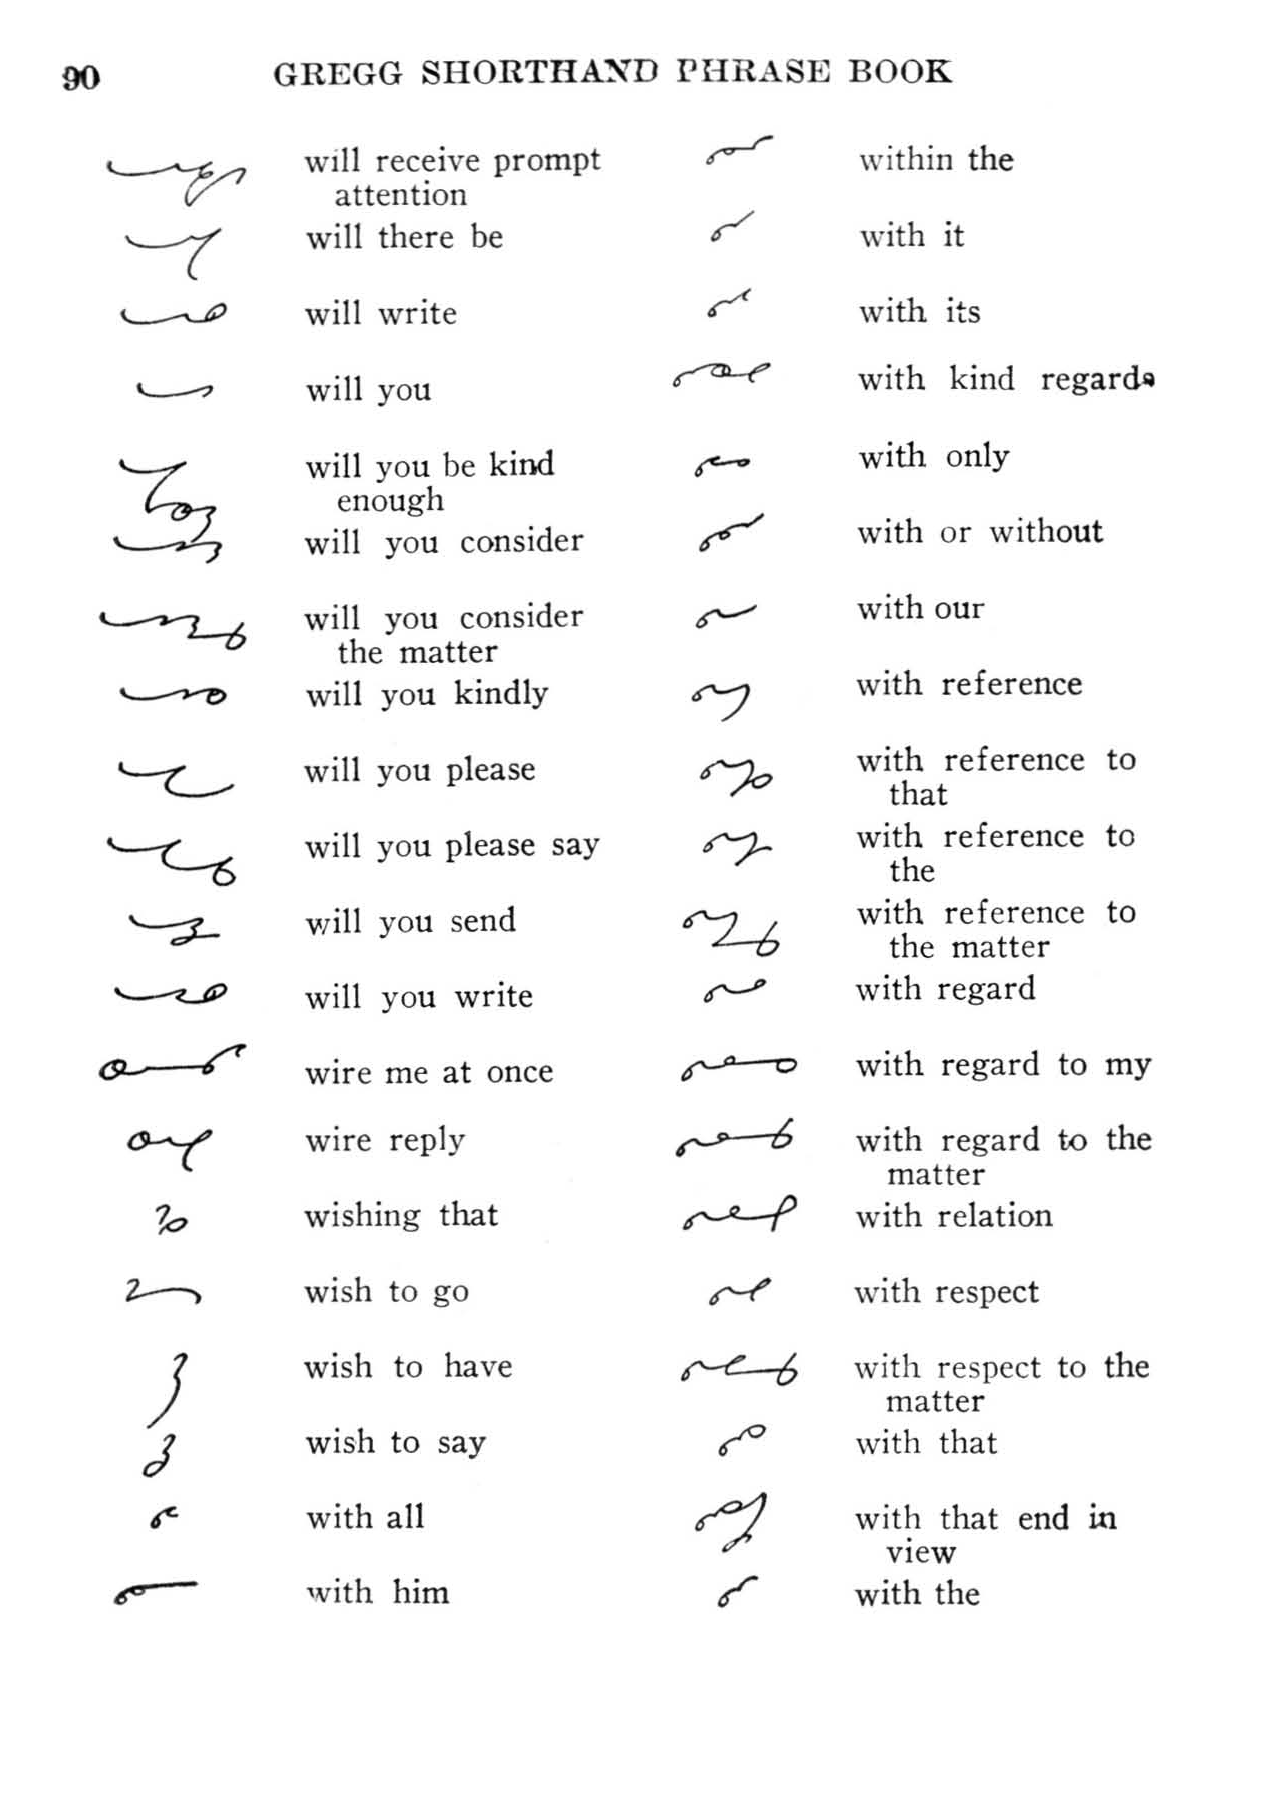 90 GREGG SHORTHAND PHRASE BOOK
will receive prompt
attention
will there be
will write
will you
will you be kind
enough
will you consider
will you consider
the matter
will you kindly
will you please
will you please say
will you send
will you write
wire me at once
wire reply
wishing that
wish to go
wish to have
wish to say
with all
with him
within the
with it
with its
with kind regards
with only
with or without
with our
with reference
with reference to
that
with reference to
the
with reference to
the matter
with regard
with regard to my
with regard to the
matter
with relation
with respect
with respect to the
matter
with that
with that end in
view
with the